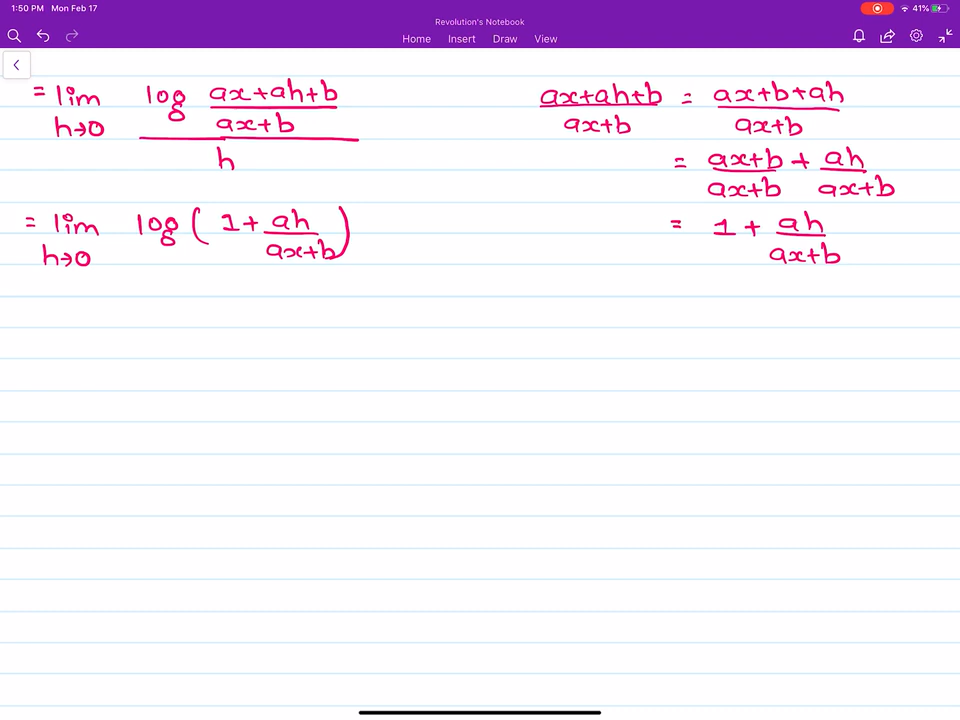 1:50 PM Mon Feb 17
41%
Revolution's Notebook
Home Insert Draw View
= lim h→0 log (ax+ah+b)/(ax+b) / h
(ax+ah+b)/(ax+b) = (ax+b+ah)/(ax+b)
= (ax+b)/(ax+b) + ah/(ax+b)
= lim h→0 log ( 1 + ah/(ax+b) )
= 1 + ah/(ax+b)